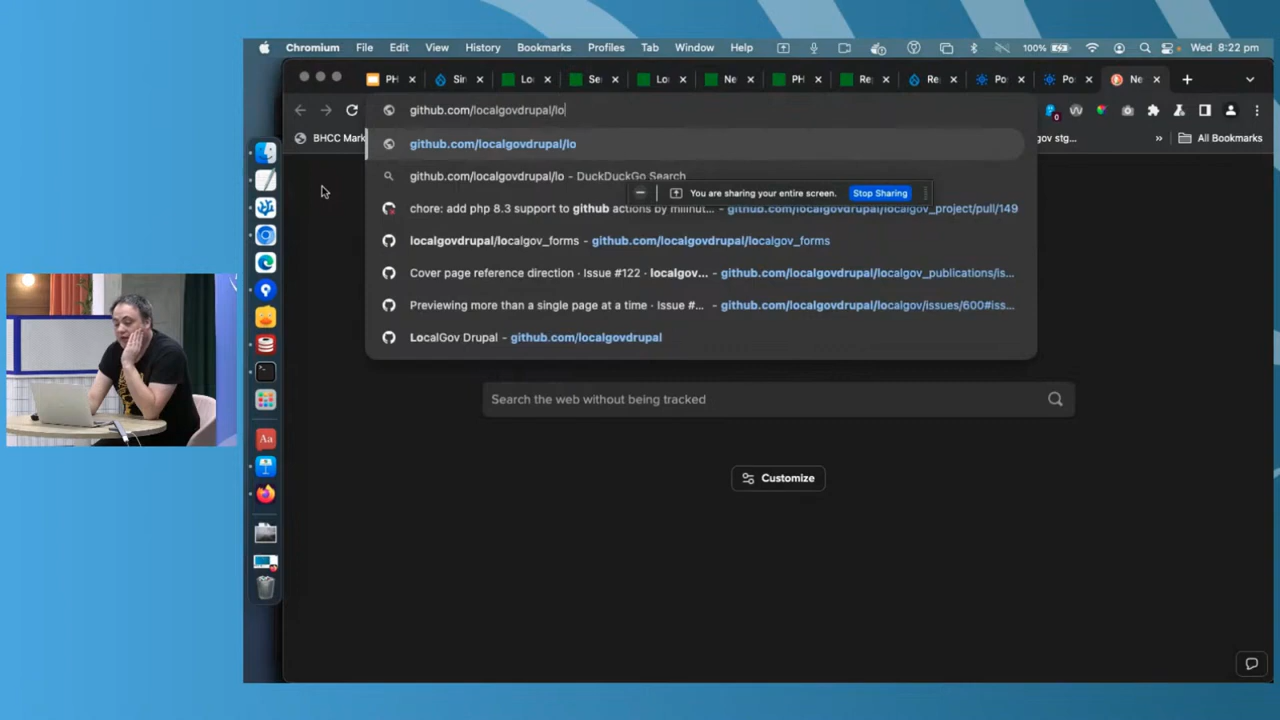 Chromium File Edit View History Bookmarks Profiles Tab Window Help 100% Wed 8:22 pm
PH Sin Lo Se Lo Ne PH Re Re Po Po Ne
github.com/localgovdrupal/lo
BHCC Mark
gov stg... » All Bookmarks
github.com/localgovdrupal/lo
github.com/localgovdrupal/lo - DuckDuckGo Search
You are sharing your entire screen. Stop Sharing
chore: add php 8.3 support to github actions by millnut... - github.com/localgovdrupal/localgov_project/pull/149
localgovdrupal/localgov_forms - github.com/localgovdrupal/localgov_forms
Cover page reference direction · Issue #122 · localgov... - github.com/localgovdrupal/localgov_publications/is...
Previewing more than a single page at a time · Issue #... - github.com/localgovdrupal/localgov/issues/600#iss...
LocalGov Drupal - github.com/localgovdrupal
Search the web without being tracked
Customize
Aa